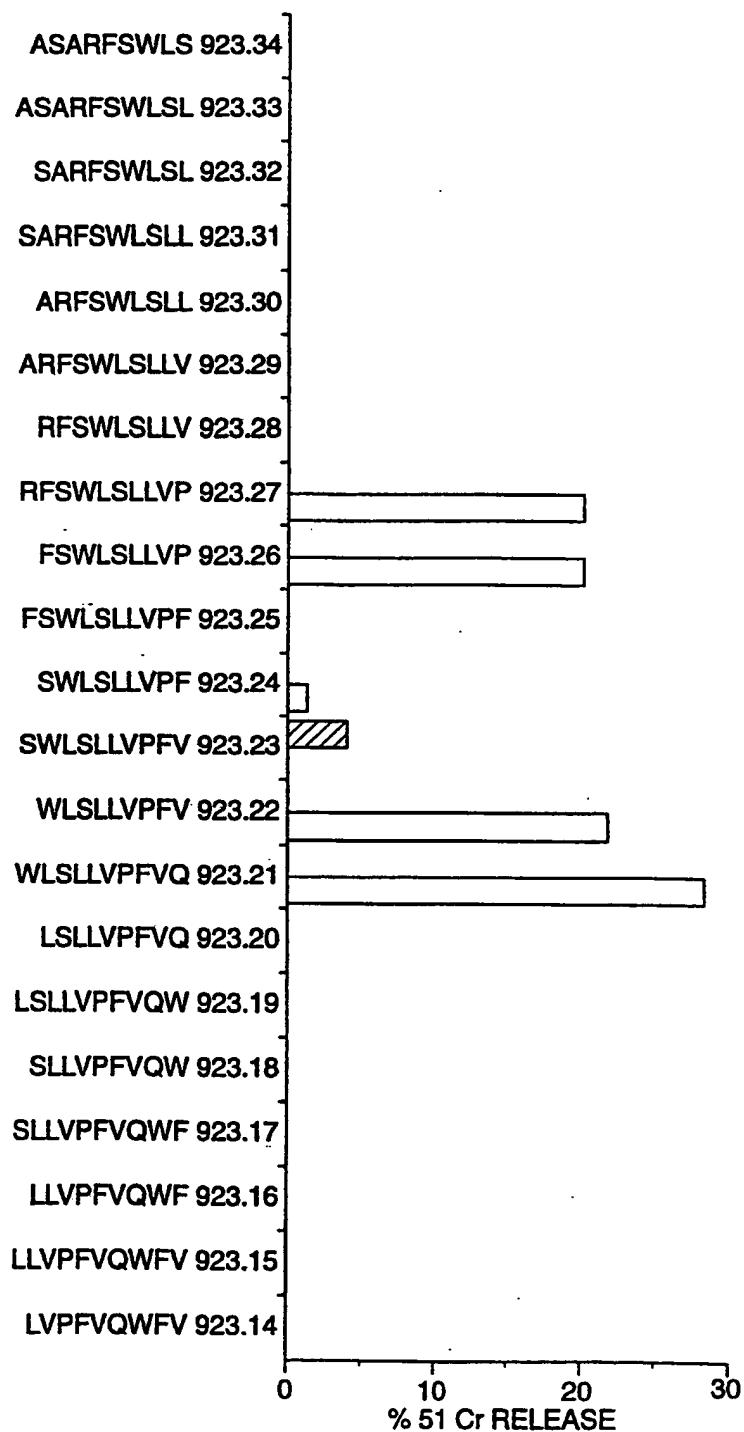 ASARFSWLS 923.34
ASARFSWLSL 923.33
SARFSWLSL 923.32
SARFSWLSLL 923.31
ARFSWLSLL 923.30
ARFSWLSLLV 923.29
RFSWLSLLV 923.28
RFSWLSLLVP 923.27
FSWLSLLVP 923.26
FSWLSLLVPF 923.25
SWLSLLVPF 923.24
SWLSLLVPFV 923.23
WLSLLVPFV 923.22
WLSLLVPFVQ 923.21
LSLLVPFVQ 923.20
LSLLVPFVQW 923.19
SLLVPFVQW 923.18
SLLVPFVQWF 923.17
LLVPFVQWF 923.16
LLVPFVQWFV 923.15
LVPFVQWFV 923.14
0 10 20 30
% 51 Cr RELEASE